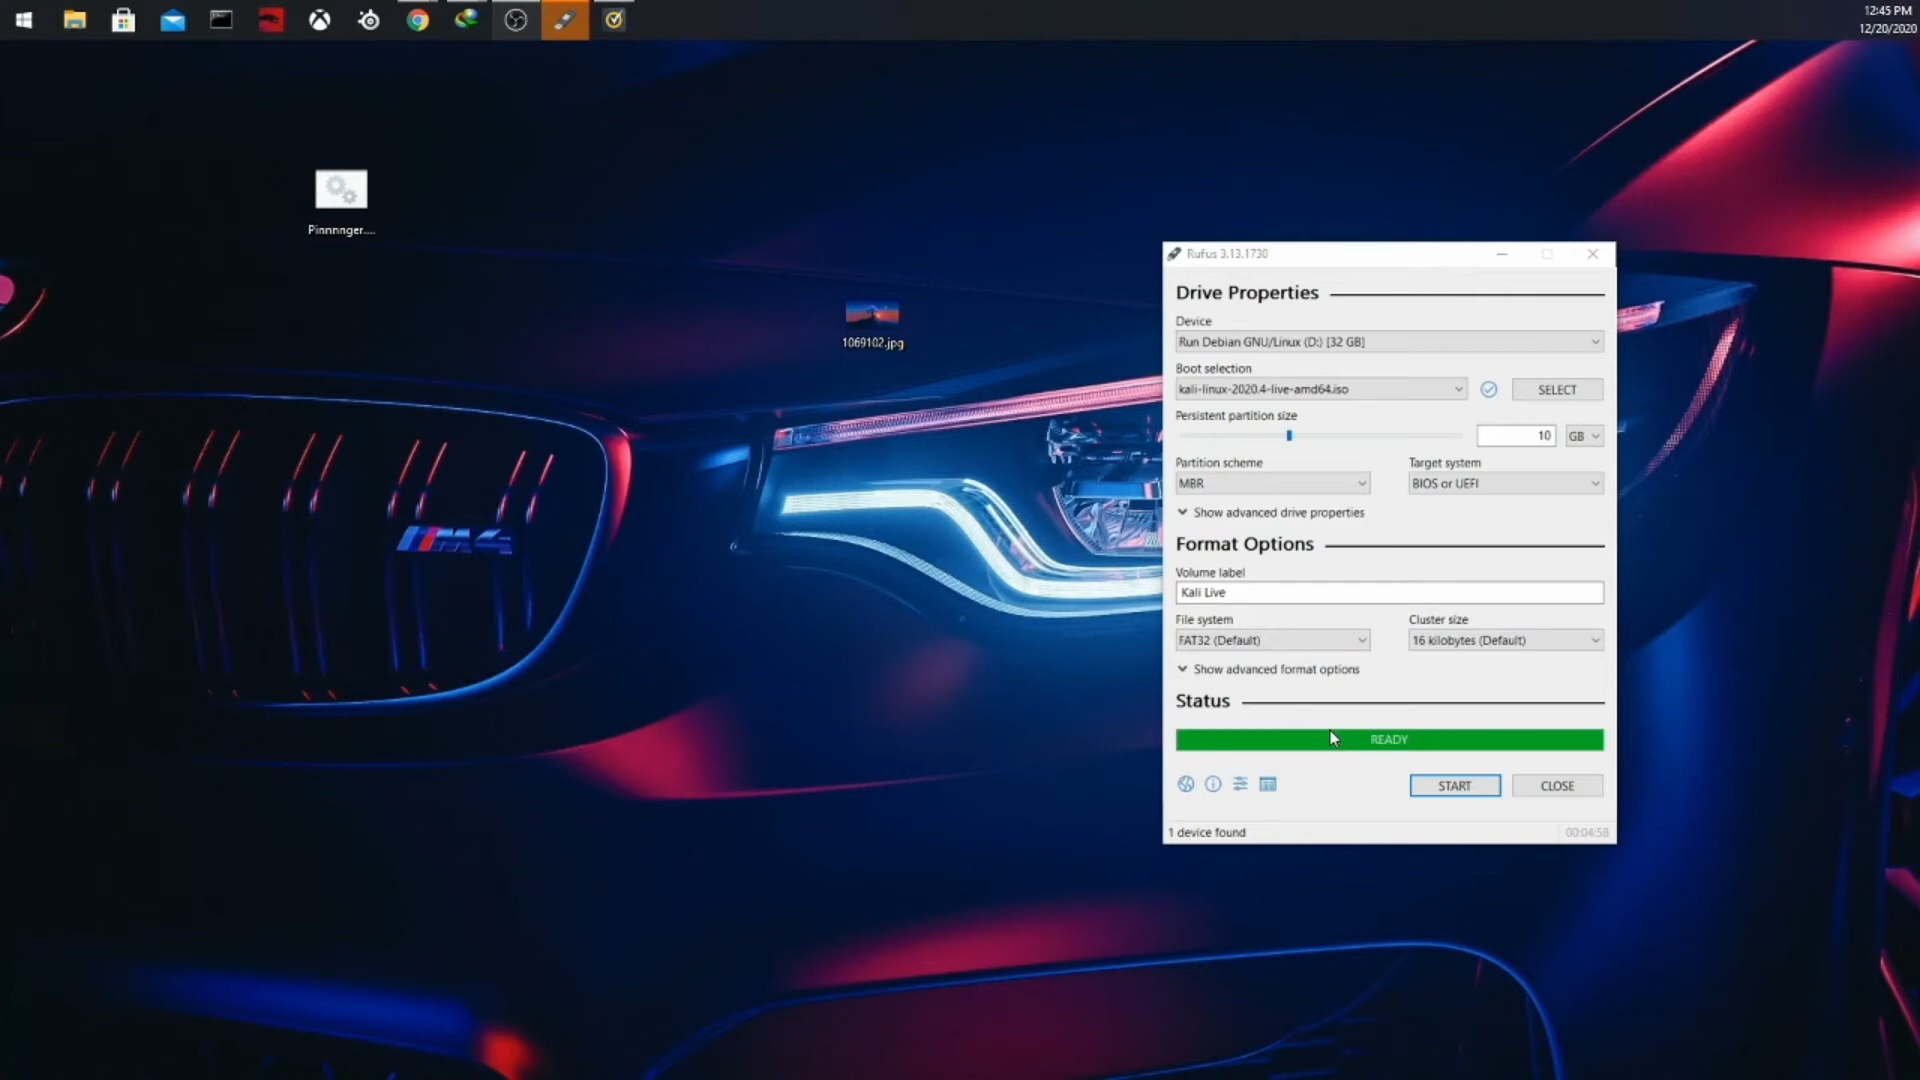 12:45 PM
12/20/2020
Pinnnnger....
1069102.jpg
M4
Rufus 3.13.1730
Drive Properties
Device
Run Debian GNU/Linux (D:) [32 GB]
Boot selection
kali-linux-2020.4-live-amd64.iso
SELECT
Persistent partition size
10
GB
Partition scheme
Target system
MBR
BIOS or UEFI
Show advanced drive properties
Format Options
Volume label
Kali Live
File system
Cluster size
FAT32 (Default)
16 kilobytes (Default)
Show advanced format options
Status
READY
START
CLOSE
1 device found
00:04:58